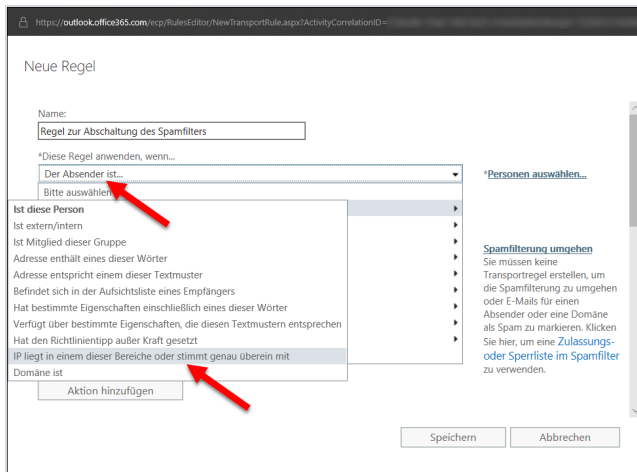 https://outlook.office365.com/ecp/RulesEditor/NewTransportRule.aspx?ActivityCorrelationID=
Neue Regel
Name:
Regel zur Abschaltung des Spamfilters
*Diese Regel anwenden, wenn...
Der Absender ist...
*Personen auswählen...
Bitte auswählen
Ist diese Person
Ist extern/intern
Ist Mitglied dieser Gruppe
Adresse enthält eines dieser Wörter
Adresse entspricht einem dieser Textmuster
Befindet sich in der Aufsichtsliste eines Empfängers
Hat bestimmte Eigenschaften einschließlich eines dieser Wörter
Verfügt über bestimmte Eigenschaften, die diesen Textmustern entsprechen
Hat den Richtlinientipp außer Kraft gesetzt
IP liegt in einem dieser Bereiche oder stimmt genau überein mit
Domäne ist
Spamfilterung umgehen
Sie müssen keine
Transportregel erstellen, um
die Spamfilterung zu umgehen
oder E-Mails für einen
Absender oder eine Domäne
als Spam zu markieren. Klicken
Sie hier, um eine Zulassungs-
oder Sperrliste im Spamfilter
zu verwenden.
Aktion hinzufügen
Speichern
Abbrechen